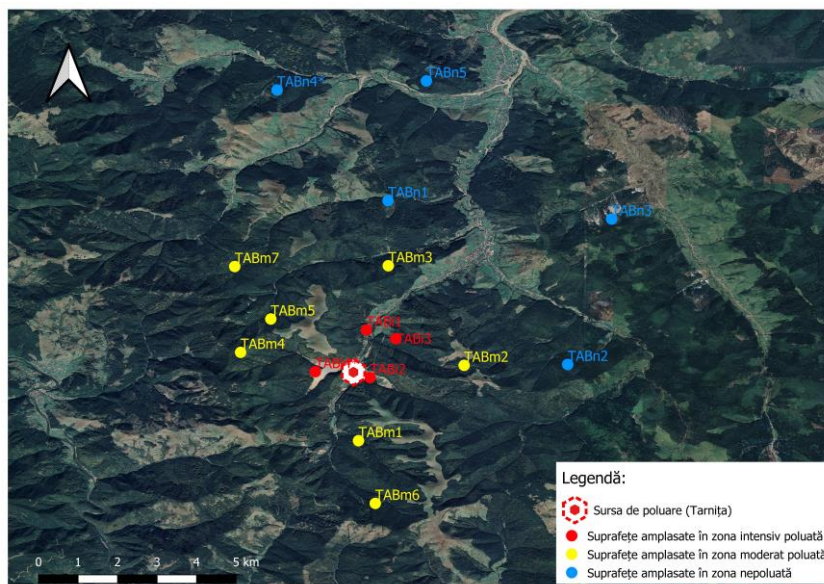 TABn4*
TABn5
TABn1
TABn3
TABm7
TABm3
TABm5
TABi1
TABi3
TABm4
TABm2
TABn2
TABi2
TABm1
TABm6
Legendă:
Sursa de poluare (Tarnița)
Suprafețe amplasate în zona intensiv poluată
Suprafețe amplasate în zona moderat poluată
Suprafețe amplasate în zona nepoluată
0 1 2 3 4 5 km